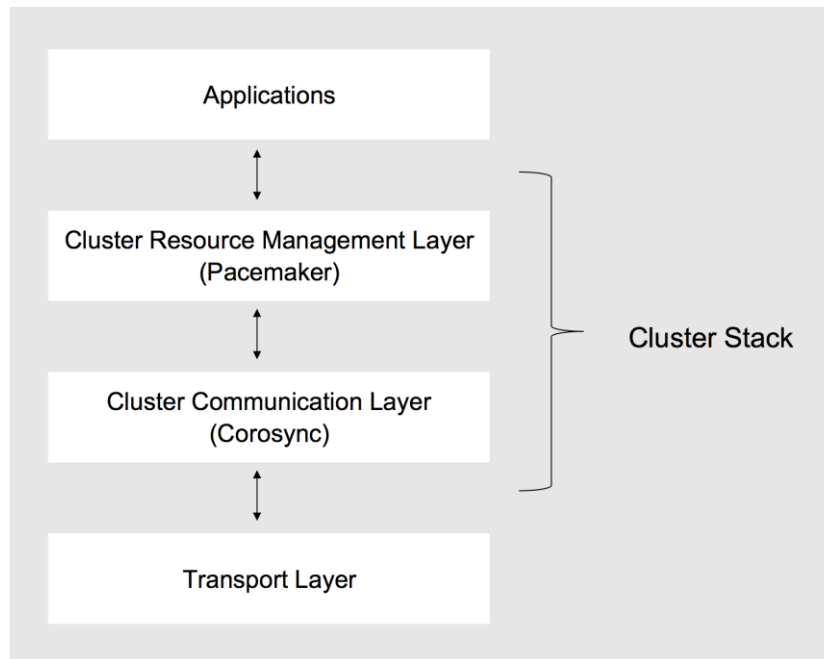 Applications
Cluster Resource Management Layer
(Pacemaker)
Cluster Communication Layer
(Corosync)
Cluster Stack
Transport Layer